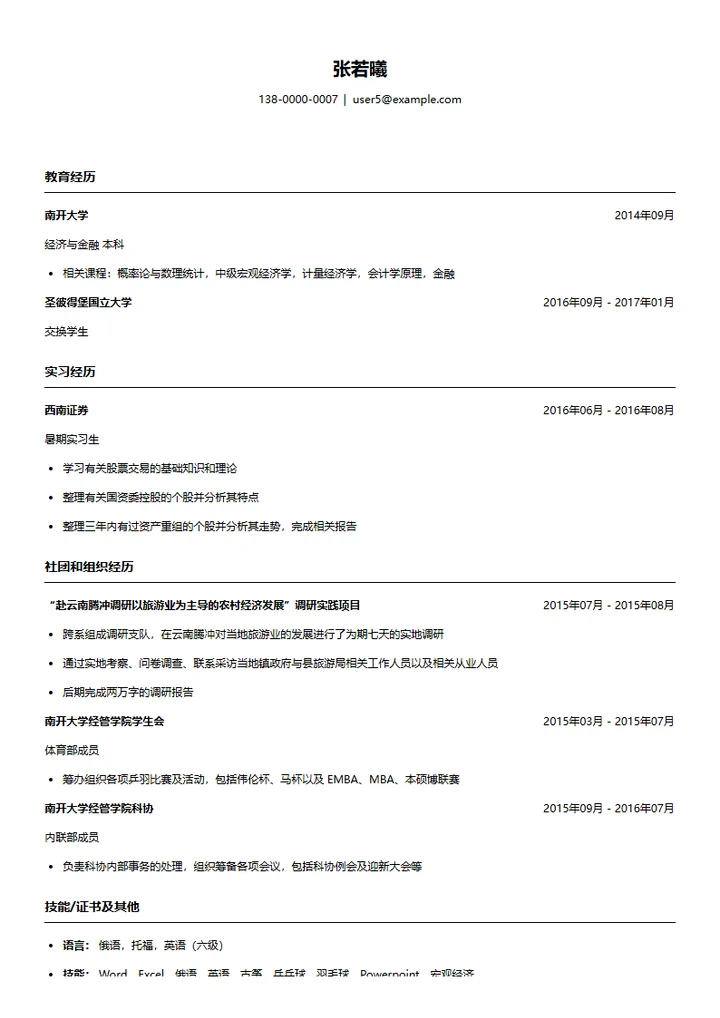 张若曦
138-0000-0007 | user5@example.com
教育经历
南开大学 2014年09月
经济与金融 本科
• 相关课程：概率论与数理统计，中级宏观经济学，计量经济学，会计学原理，金融
圣彼得堡国立大学 2016年09月 - 2017年01月
交换学生
实习经历
西南证券 2016年06月 - 2016年08月
暑期实习生
• 学习有关股票交易的基础知识和理论
• 整理有关国资委控股的个股并分析其特点
• 整理三年内有过资产重组的个股并分析其走势，完成相关报告
社团和组织经历
“赴云南腾冲调研以旅游业为主导的农村经济发展”调研实践项目 2015年07月 - 2015年08月
• 跨系组成调研支队，在云南腾冲对当地旅游业的发展进行了为期七天的实地调研
• 通过实地考察、问卷调查、联系采访当地镇政府与县旅游局相关工作人员以及相关从业人员
• 后期完成两万字的调研报告
南开大学经管学院学生会 2015年03月 - 2015年07月
体育部成员
• 筹办组织各项乒羽比赛及活动，包括伟伦杯、马杯以及 EMBA、MBA、本硕博联赛
南开大学经管学院科协 2015年09月 - 2016年07月
内联部成员
• 负责科协内部事务的处理，组织筹备各项会议，包括科协例会及迎新大会等
技能/证书及其他
• 语言： 俄语，托福，英语（六级）
• 技能： Word，Excel，俄语，英语，古筝，乒乓球，羽毛球，Powerpoint，宏观经济